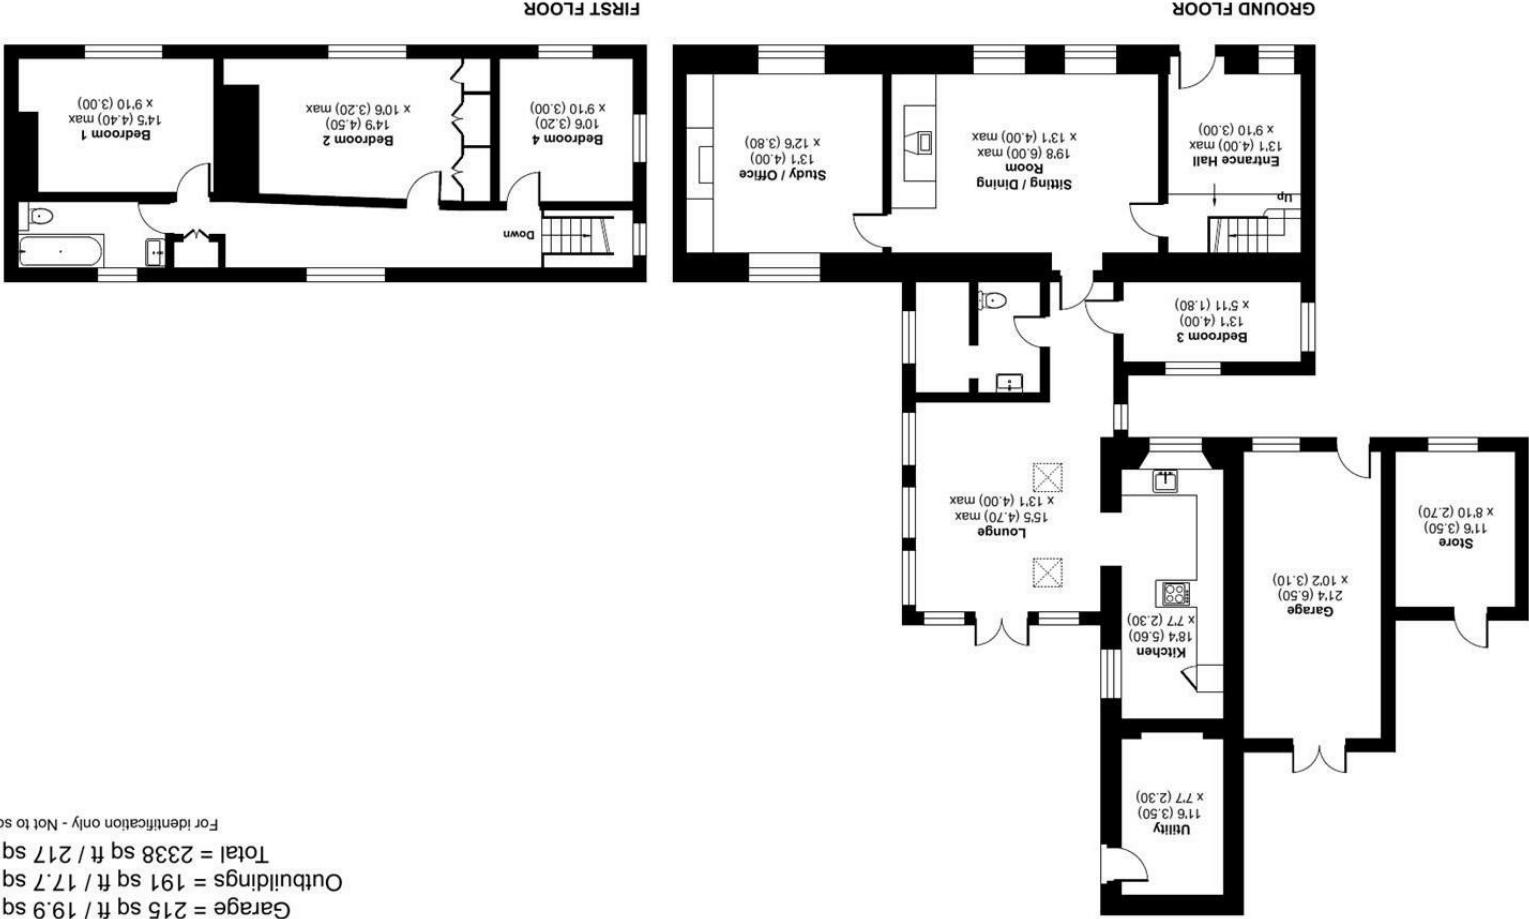 Garage = 215 sq ft / 19.9 sq
Outbuildings = 191 sq ft / 17.7 sq
Total = 2338 sq ft / 217 sq
For identification only - Not to sc
Utility
11'6 (3.50)
x 7'7 (2.30)
Kitchen
18'4 (5.60)
x 7'7 (2.30)
Garage
21'4 (6.50)
x 10'2 (3.10)
Store
11'6 (3.50)
x 8'10 (2.70)
Lounge
15'5 (4.70) max
x 13'1 (4.00) max
Bedroom 3
13'1 (4.00)
x 5'11 (1.80)
Up
Entrance Hall
13'1 (4.00) max
x 9'10 (3.00)
Sitting / Dining
Room
19'8 (6.00) max
x 13'1 (4.00) max
Study / Office
13'1 (4.00)
x 12'6 (3.80)
GROUND FLOOR
Down
Bedroom 4
10'6 (3.20)
x 9'10 (3.00)
Bedroom 2
14'9 (4.50)
x 10'6 (3.20) max
Bedroom 1
14'5 (4.40) max
x 9'10 (3.00)
FIRST FLOOR